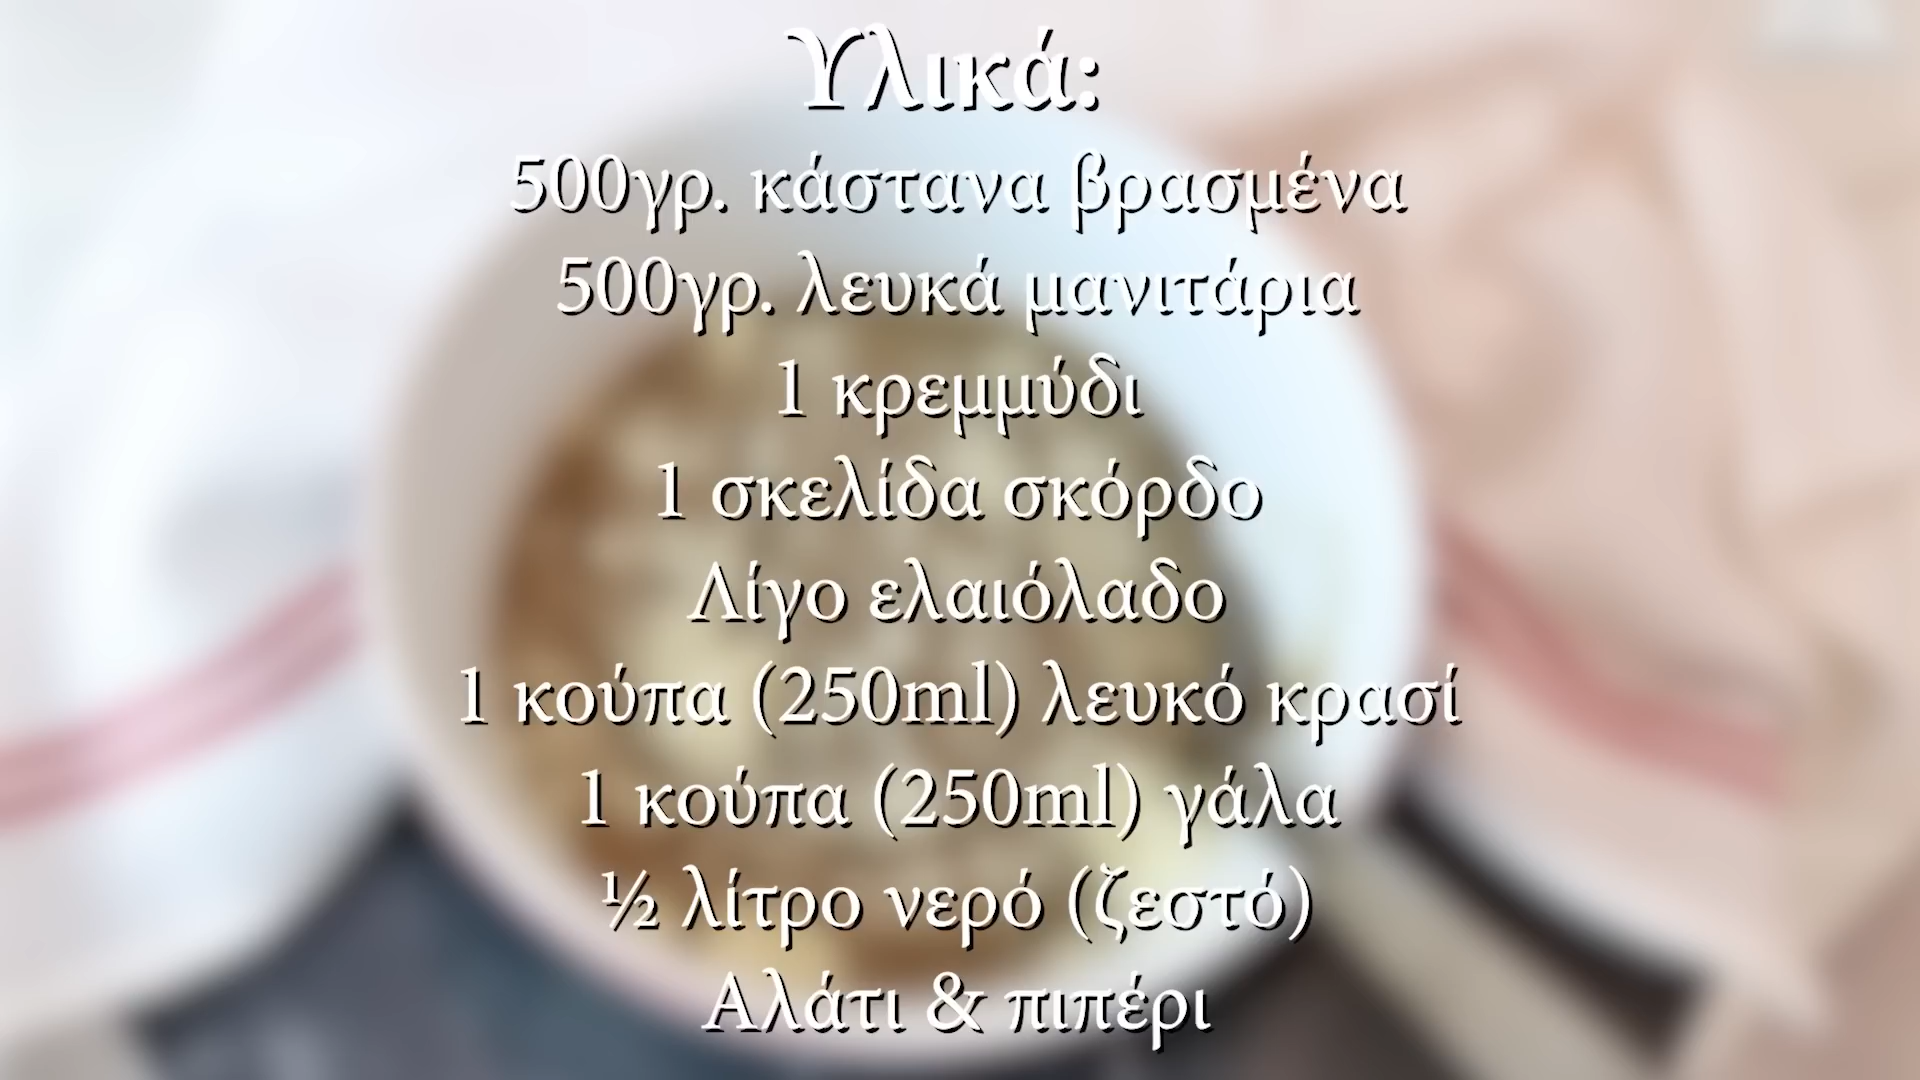 Υλικά:
500γρ. κάστανα βρασμένα
500γρ. λευκά μανιτάρια
1 κρεμμύδι
1 σκελίδα σκόρδο
Λίγο ελαιόλαδο
1 κούπα (250ml) λευκό κρασί
1 κούπα (250ml) γάλα
½ λίτρο νερό (ζεστό)
Αλάτι & πιπέρι